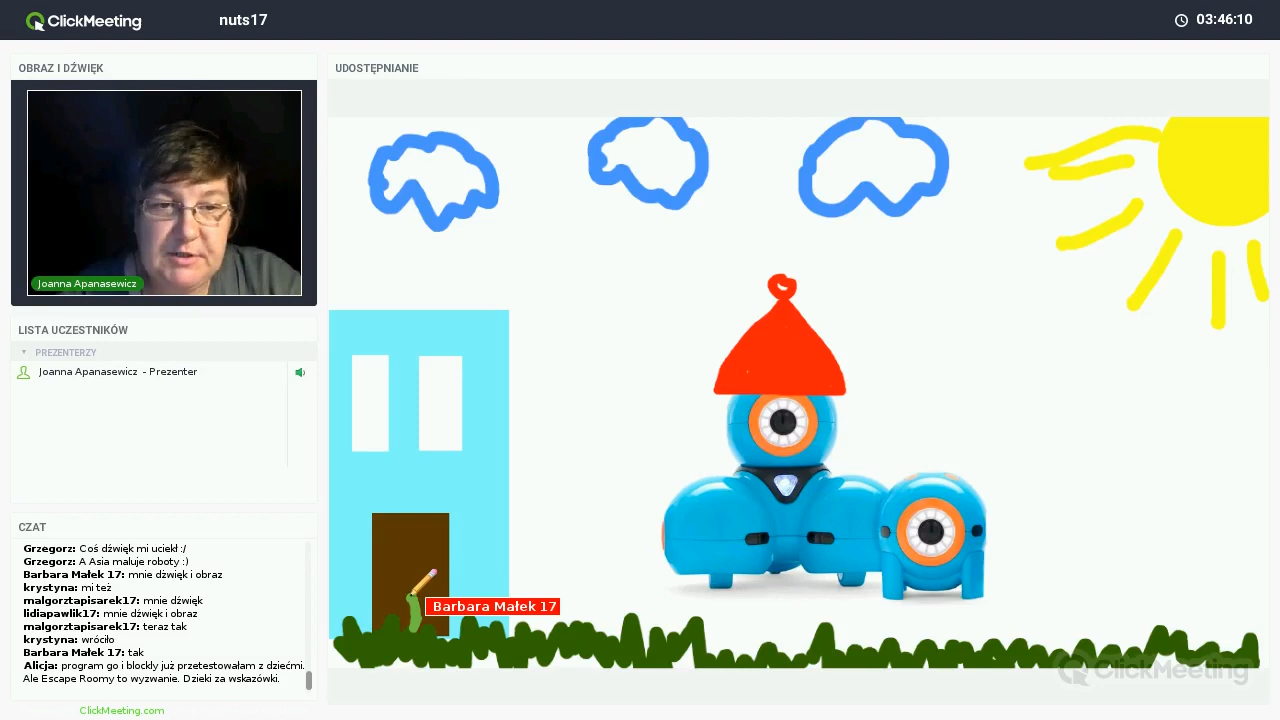 ClickMeeting
nuts17
03:46:10
OBRAZ I DŹWIĘK
UDOSTĘPNIANIE
Joanna Apanasewicz
LISTA UCZESTNIKÓW
PREZENTERZY
Joanna Apanasewicz - Prezenter
CZAT
Grzegorz: Coś dźwięk mi uciekł :/
Grzegorz: A Asia maluje roboty :)
Barbara Małek 17: mnie dźwięk i obraz
krystyna: mi też
malgorztapisarek17: mnie dźwięk
lidiapawlik17: mnie dźwięk i obraz
malgorztapisarek17: teraz tak
krystyna: wróciło
Barbara Małek 17: tak
Alicja: program go i blockly już przetestowałam z dziećmi.
Ale Escape Roomy to wyzwanie. Dzieki za wskazówki.
Barbara Małek 17
ClickMeeting
ClickMeeting.com